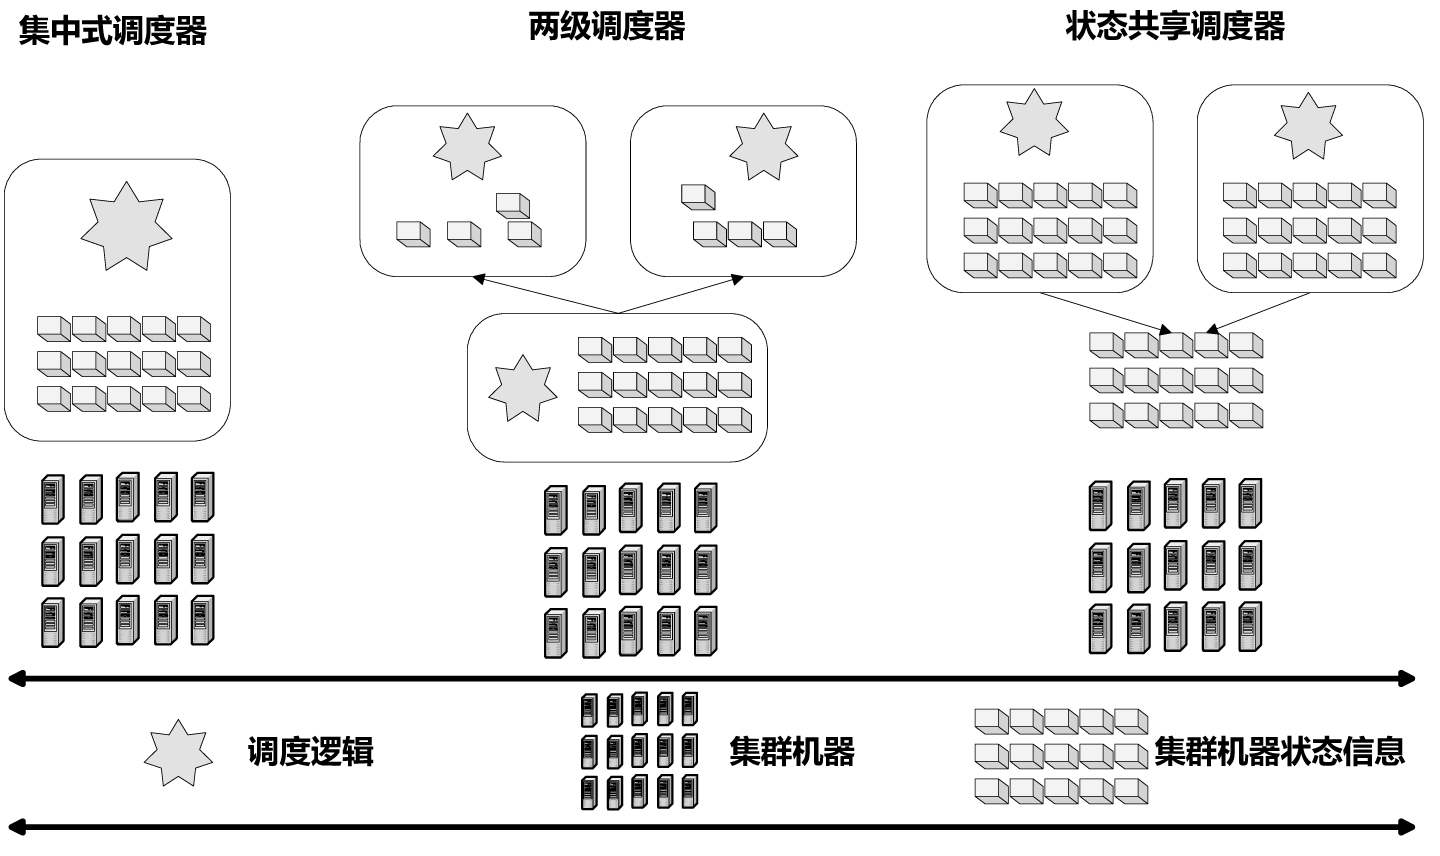 集中式调度器
两级调度器
状态共享调度器
调度逻辑
集群机器
集群机器状态信息